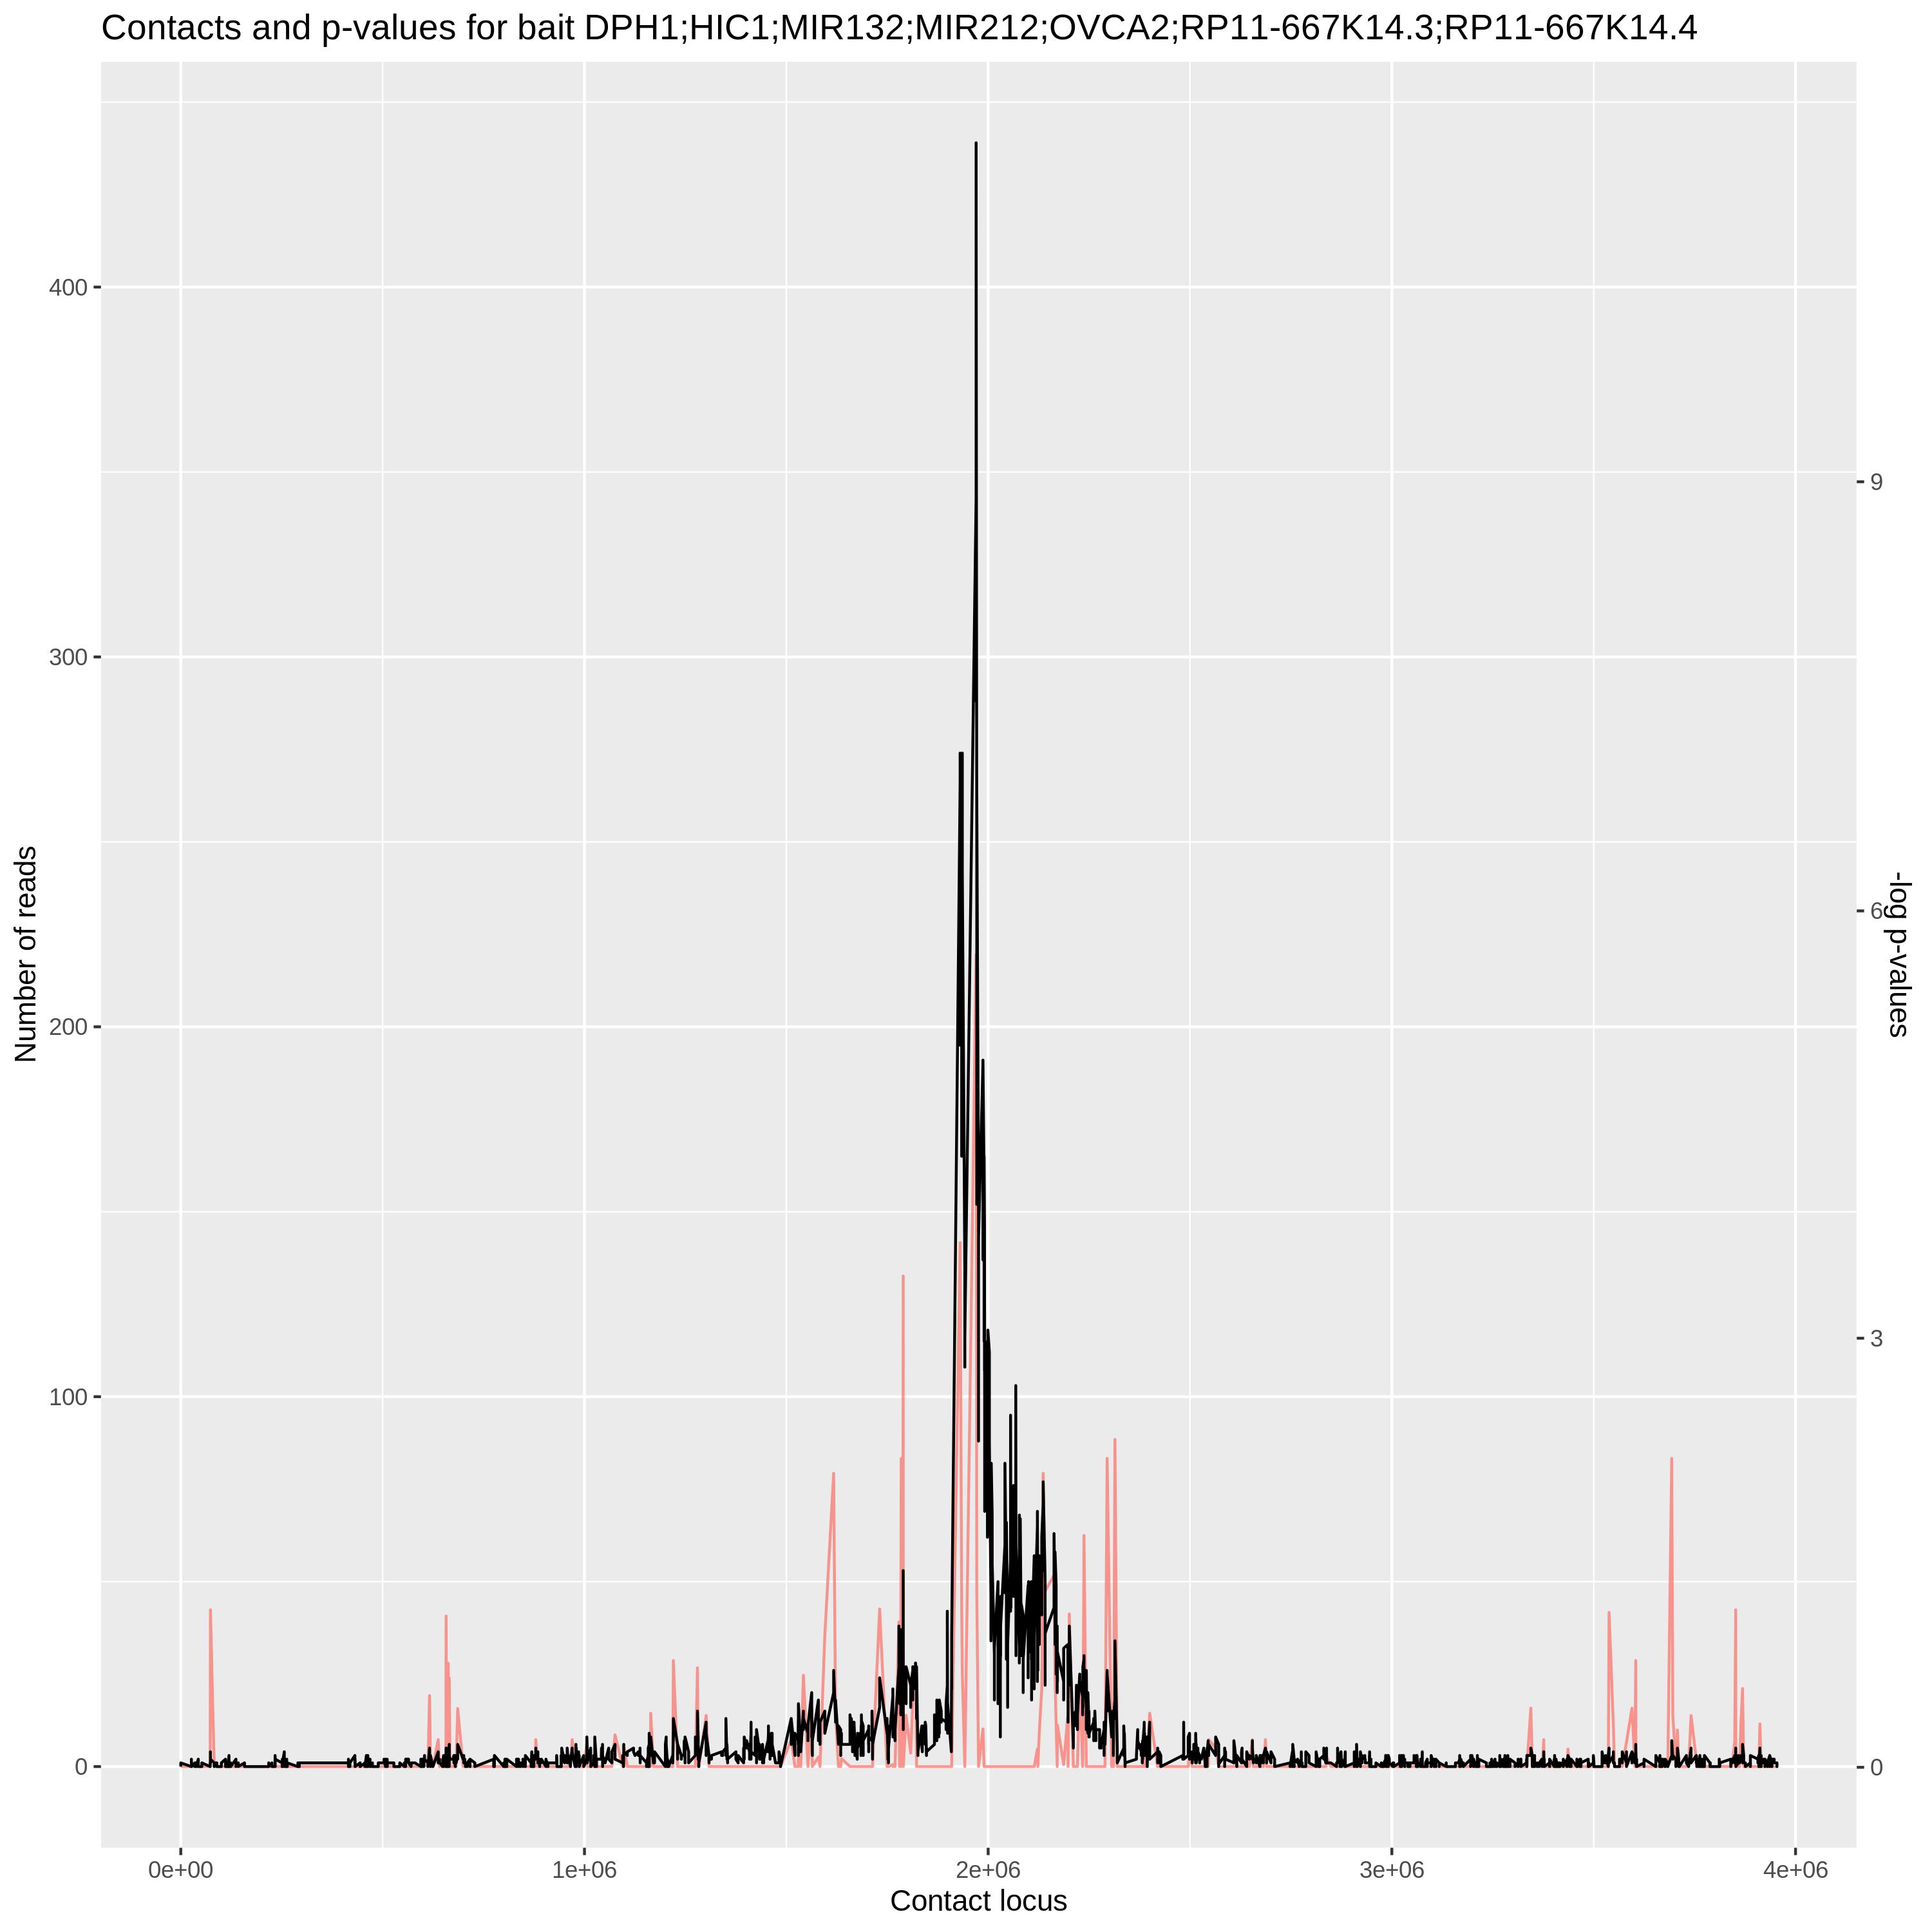 Contacts and p-values for bait DPH1;HIC1;MIR132;MIR212;OVCA2;RP11-667K14.3;RP11-667K14.4
400
300
200
100
0
Number of reads
9
6
3
0
-log p-values
0e+00
1e+06
2e+06
3e+06
4e+06
Contact locus